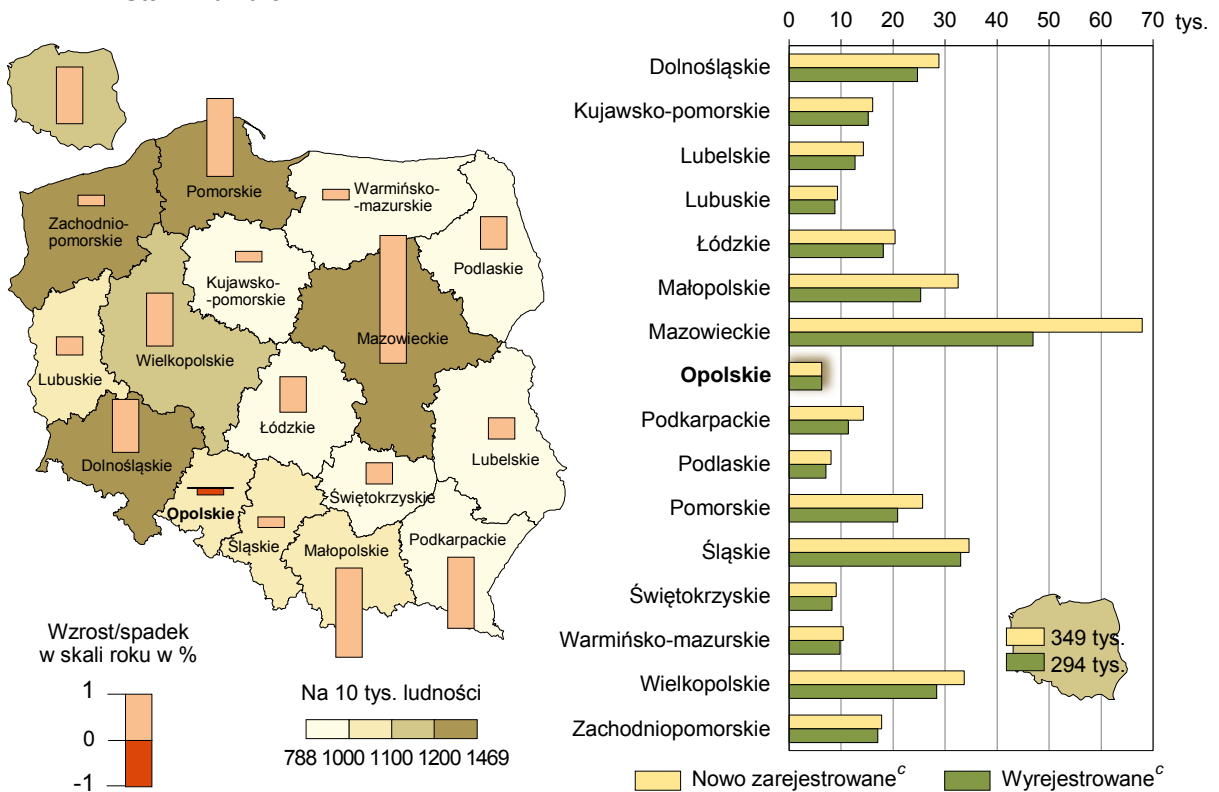 Pomorskie
Zachodnio-
pomorskie
Warmińsko-
-mazurskie
Podlaskie
Kujawsko-
-pomorskie
Mazowieckie
Wielkopolskie
Lubuskie
Łódzkie
Dolnośląskie
Lubelskie
Świętokrzyskie
Opolskie
Śląskie
Małopolskie
Podkarpackie
Wzrost/spadek
w skali roku w %
1
0
-1
Na 10 tys. ludności
788 1000 1100 1200 1469
0 10 20 30 40 50 60 70 tys.
Dolnośląskie
Kujawsko-pomorskie
Lubelskie
Lubuskie
Łódzkie
Małopolskie
Mazowieckie
Opolskie
Podkarpackie
Podlaskie
Pomorskie
Śląskie
Świętokrzyskie
Warmińsko-mazurskie
Wielkopolskie
Zachodniopomorskie
349 tys.
294 tys.
Nowo zarejestrowane c
Wyrejestrowane c